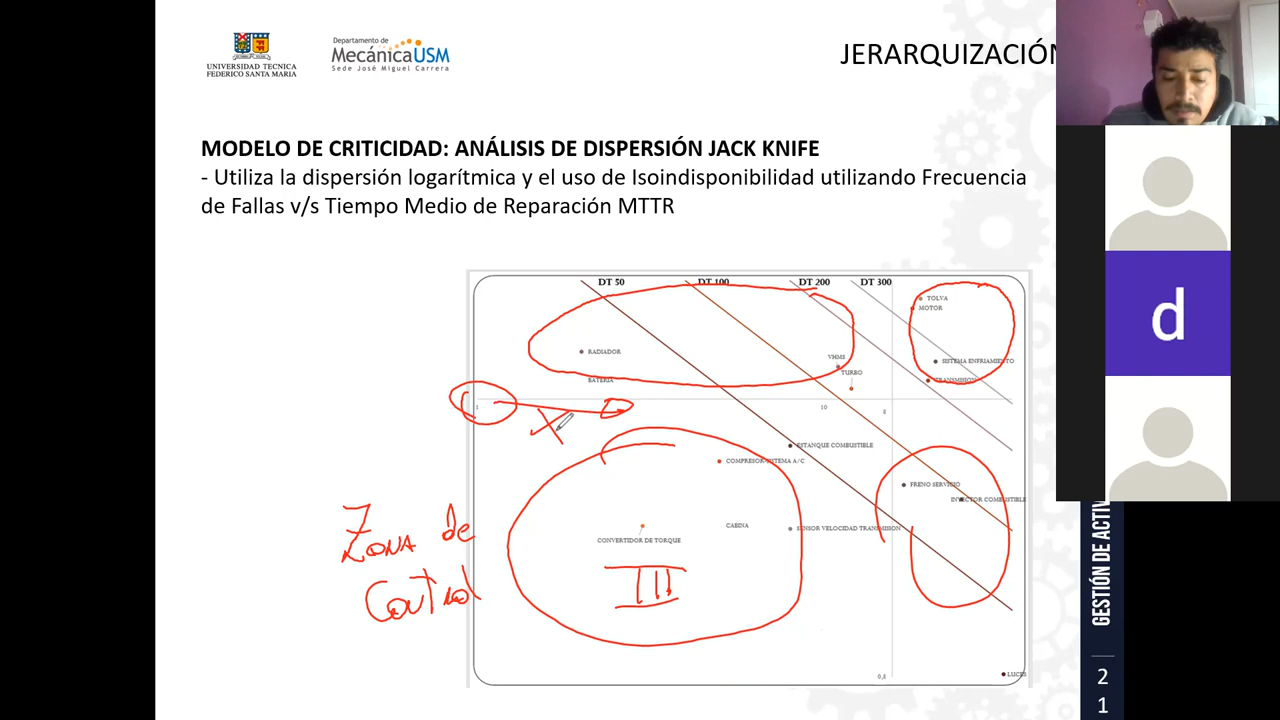 UNIVERSIDAD TECNICA
FEDERICO SANTA MARIA
Departamento de
MecánicaUSM
Sede José Miguel Carrera
JERARQUIZACIÓN
MODELO DE CRITICIDAD: ANÁLISIS DE DISPERSIÓN JACK KNIFE
- Utiliza la dispersión logarítmica y el uso de Isoindisponibilidad utilizando Frecuencia
de Fallas v/s Tiempo Medio de Reparación MTTR
DT 50
DT 100
DT 200
DT 300
TOLVA
MOTOR
RADIADOR
VHMS
SISTEMA ENFRIAMIENTO
BATERIA
TURBO
TRANSMISION
1
10
8
ESTANQUE COMBUSTIBLE
COMPRESOR SISTEMA A/C
FRENO SERVICIO
INYECTOR COMBUSTIBLE
CABINA
SENSOR VELOCIDAD TRANSMISION
CONVERTIDOR DE TORQUE
III
Zona de
Control
0,8
LUCES
d
GESTIÓN DE ACTIV
2
1